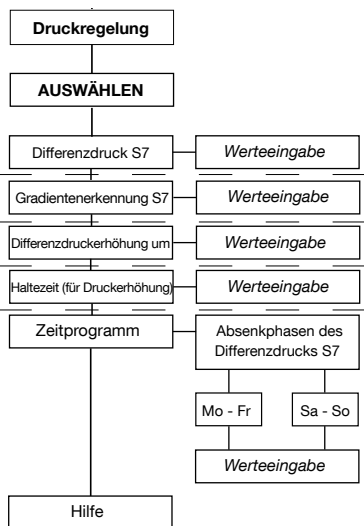 Druckregelung
AUSWÄHLEN
Differenzdruck S7
Werteeingabe
Gradientenerkennung S7
Werteeingabe
Differenzdruckerhöhung um
Werteeingabe
Haltezeit (für Druckerhöhung)
Werteeingabe
Zeitprogramm
Absenkphasen des
Differenzdrucks S7
Mo - Fr
Sa - So
Werteeingabe
Hilfe